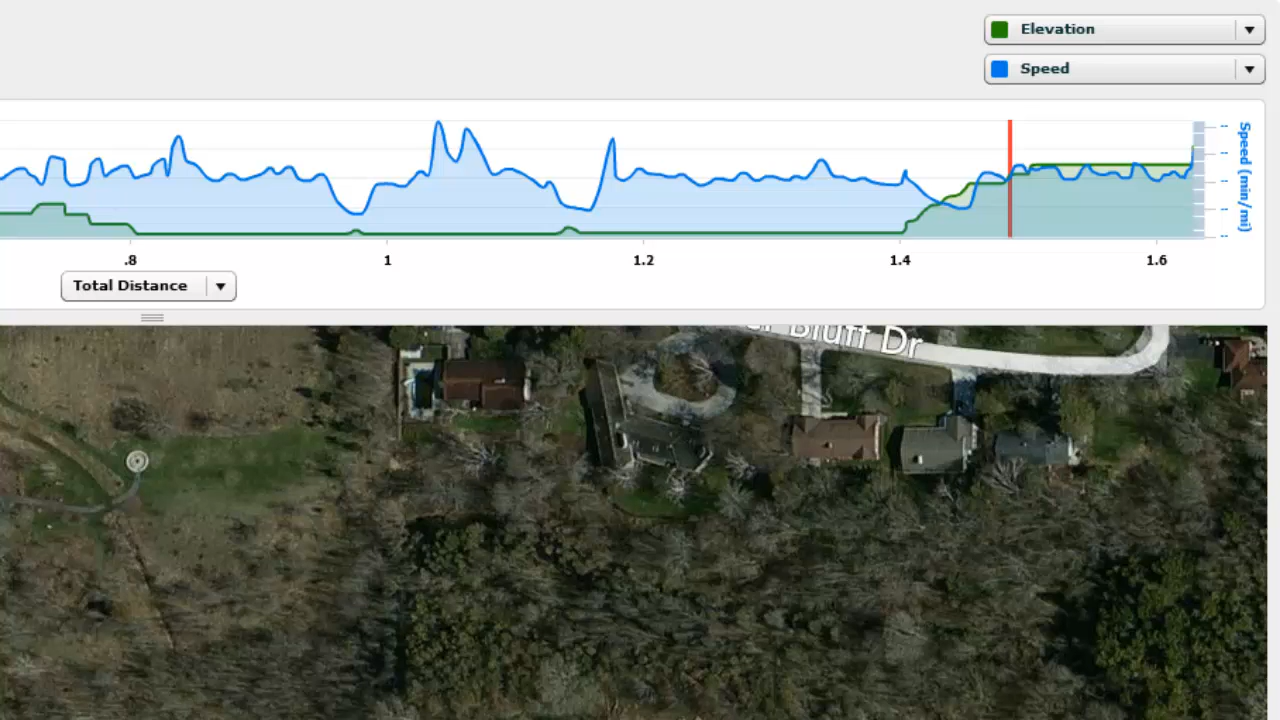 Elevation
Speed
Speed (min/mi)
--
--
--
--
--
.8
1
1.2
1.4
1.6
Total Distance
Bluff Dr